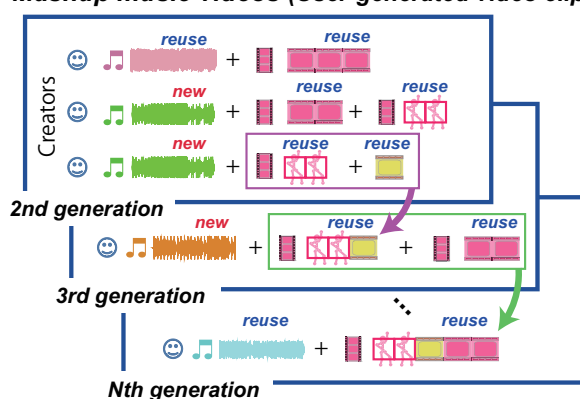 Mashup Music Videos (User-generated video clip
reuse reuse
new reuse reuse
new reuse
Creators
2nd generation
new reuse reuse
3rd generation
reuse reuse
Nth generation